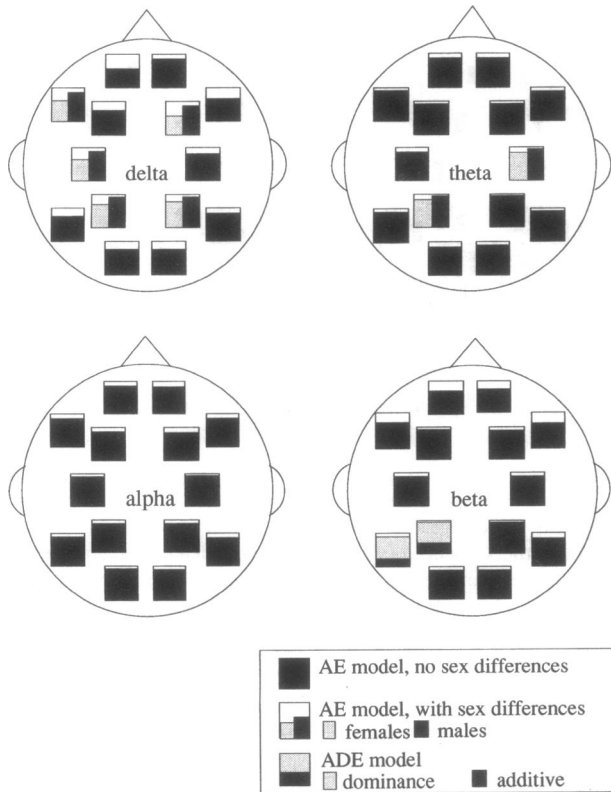 delta
theta
alpha
beta
AE model, no sex differences
AE model, with sex differences
females males
ADE model
dominance additive